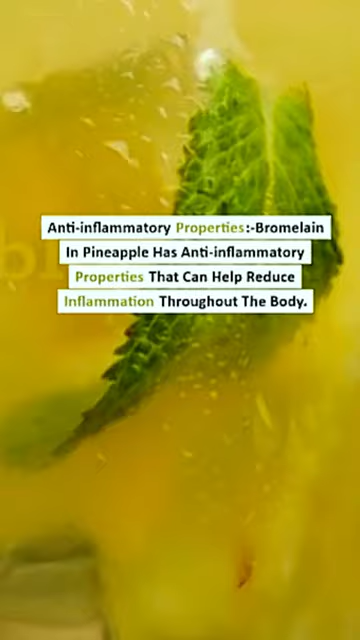 Anti-inflammatory Properties:-Bromelain
In Pineapple Has Anti-inflammatory
Properties That Can Help Reduce
Inflammation Throughout The Body.